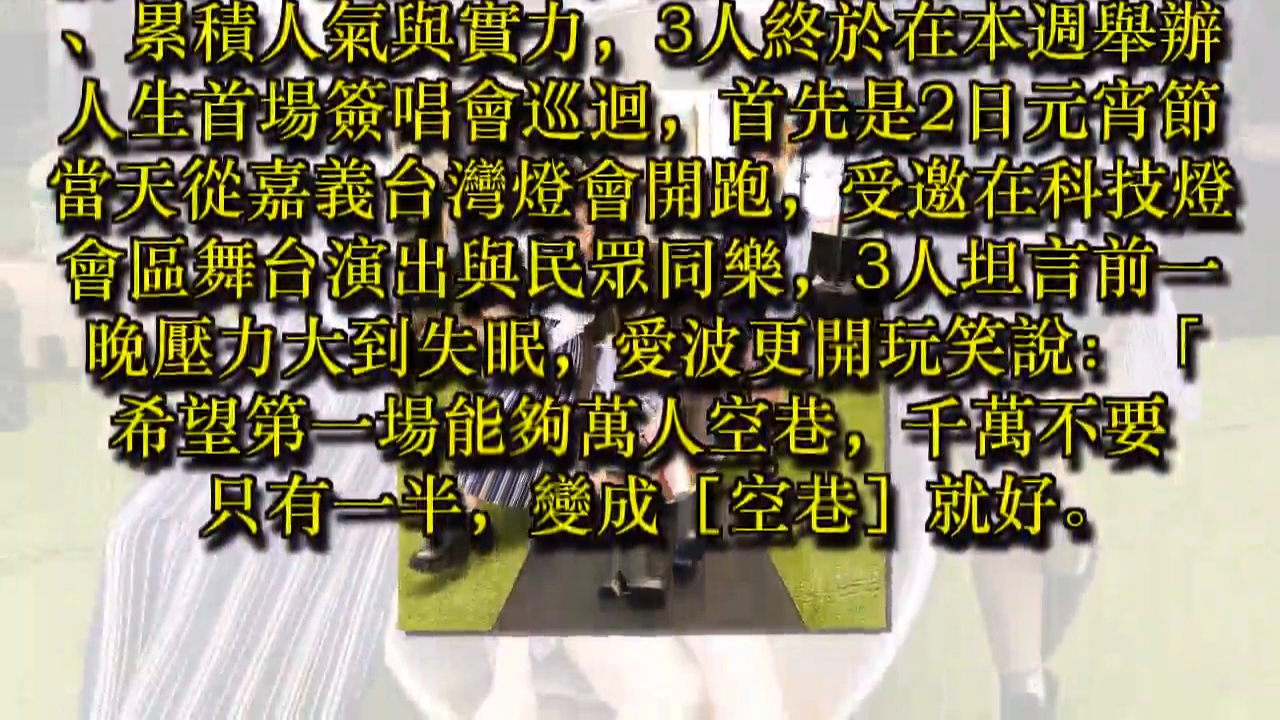 、累積人氣與實力，3人終於在本週舉辦
人生首場簽唱會巡迴，首先是2日元宵節
當天從嘉義台灣燈會開跑，受邀在科技燈
會區舞台演出與民眾同樂，3人坦言前一
晚壓力大到失眠，愛波更開玩笑說：「
希望第一場能夠萬人空巷，千萬不要
只有一半，變成［空巷］就好。